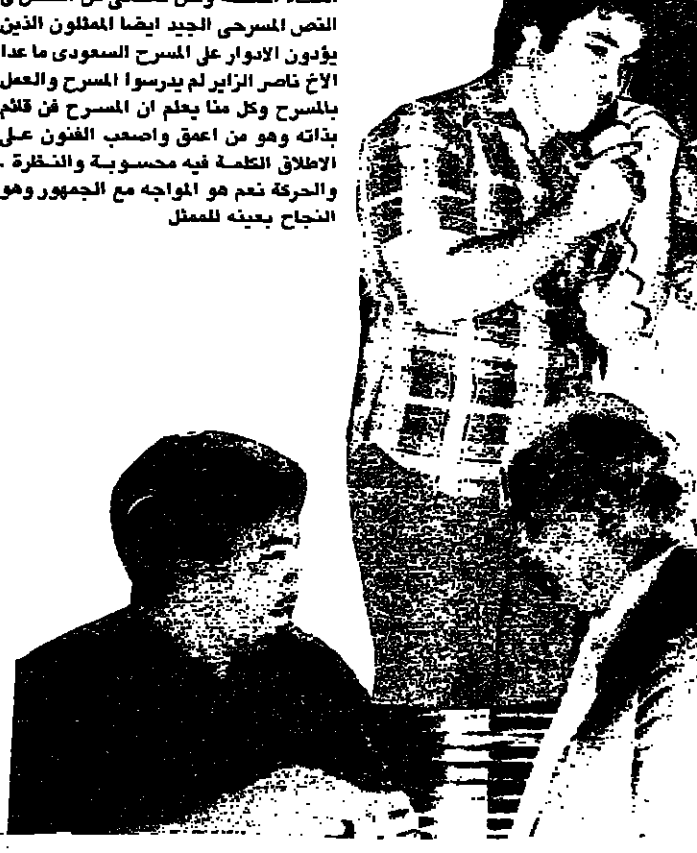 النص المسرحى الجيد ايضا الممثلون الذين
يؤدون الادوار على المسرح السعودى ما عدا
الاخ ناصر الزاير لم يدرسوا المسرح والعمل
بالمسرح وكل منا يعلم ان المسرح فن قائم
بذاته وهو من اعمق واصعب الفنون على
الاطلاق الكلمة فيه محسوبة والنظرة .
والحركة نعم هو المواجه مع الجمهور وهو
النجاح بعينه للممثل